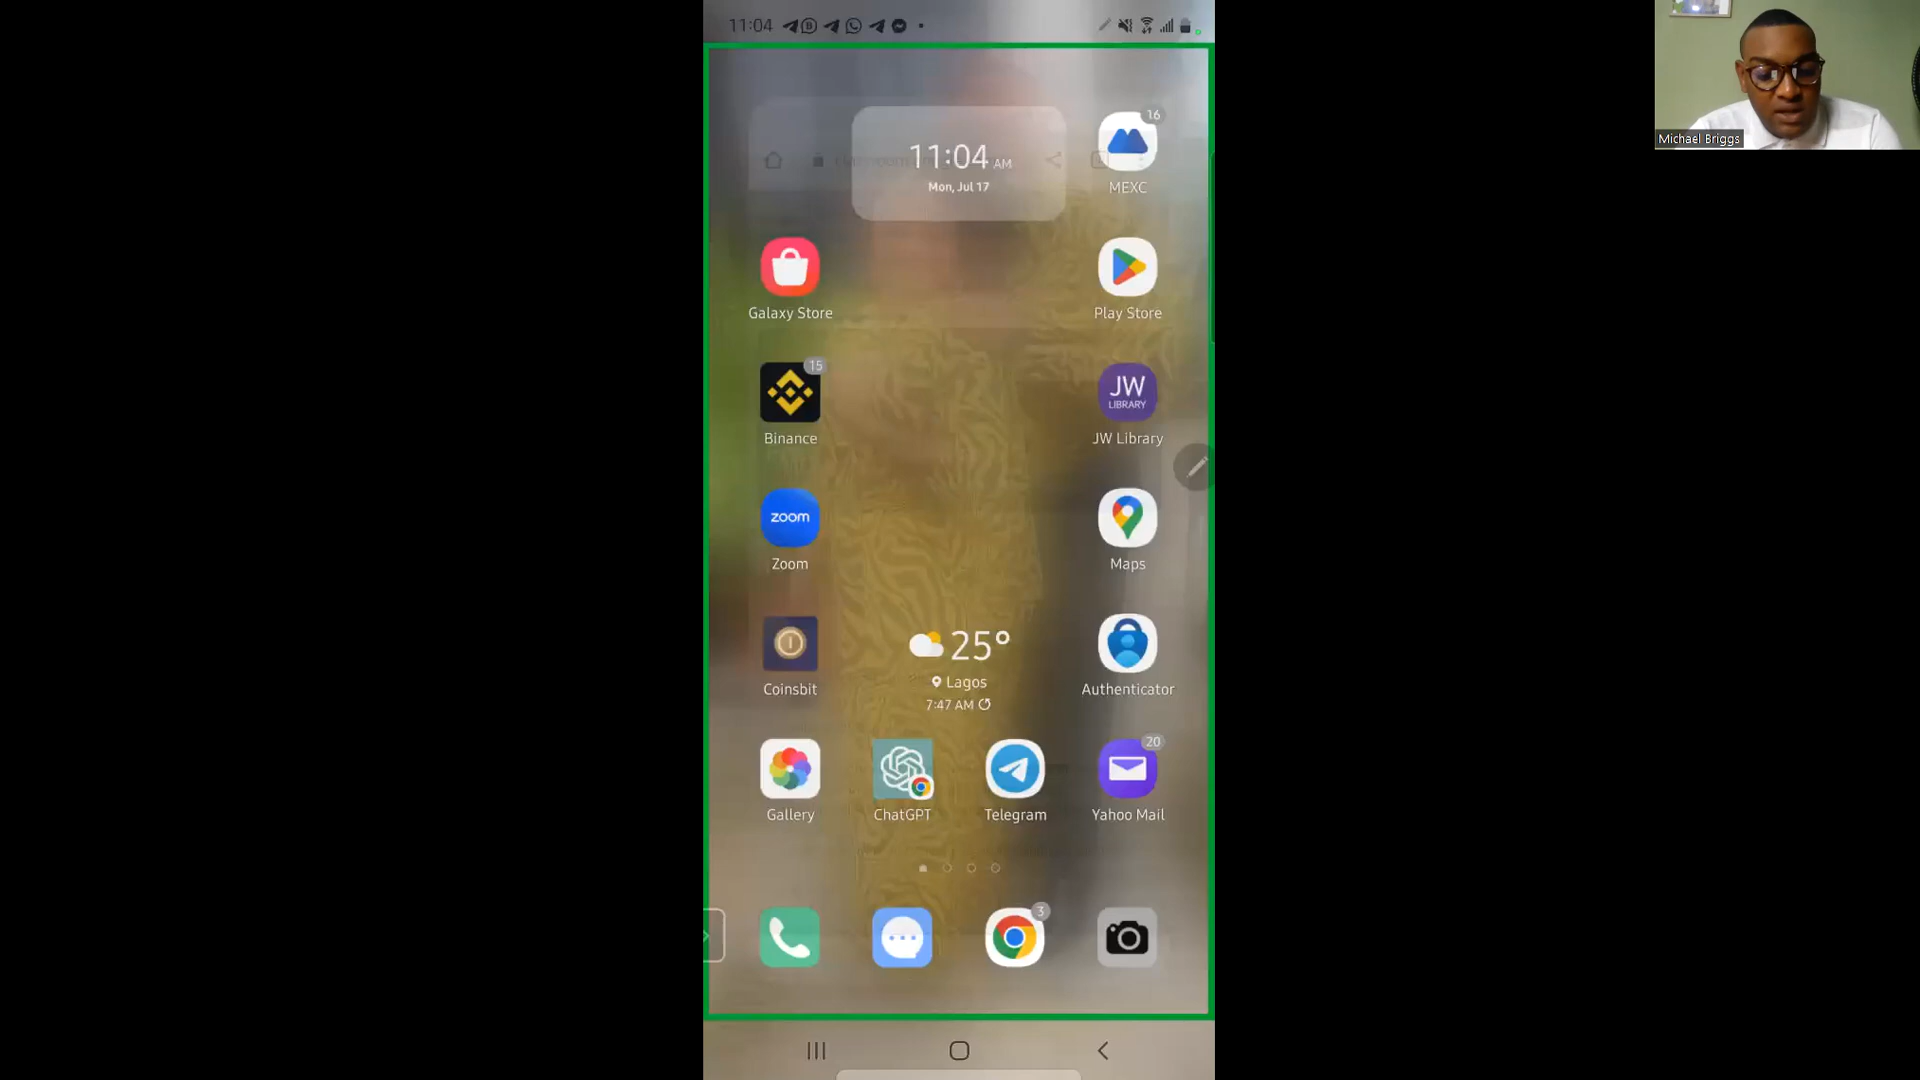 11:04
Michael Briggs
11:04 AM
Mon, Jul 17
16
MEXC
Galaxy Store
Play Store
15
Binance
JW
LIBRARY
JW Library
zoom
Zoom
Maps
Coinsbit
25°
Lagos
7:47 AM
Authenticator
20
Gallery
ChatGPT
Telegram
Yahoo Mail
3